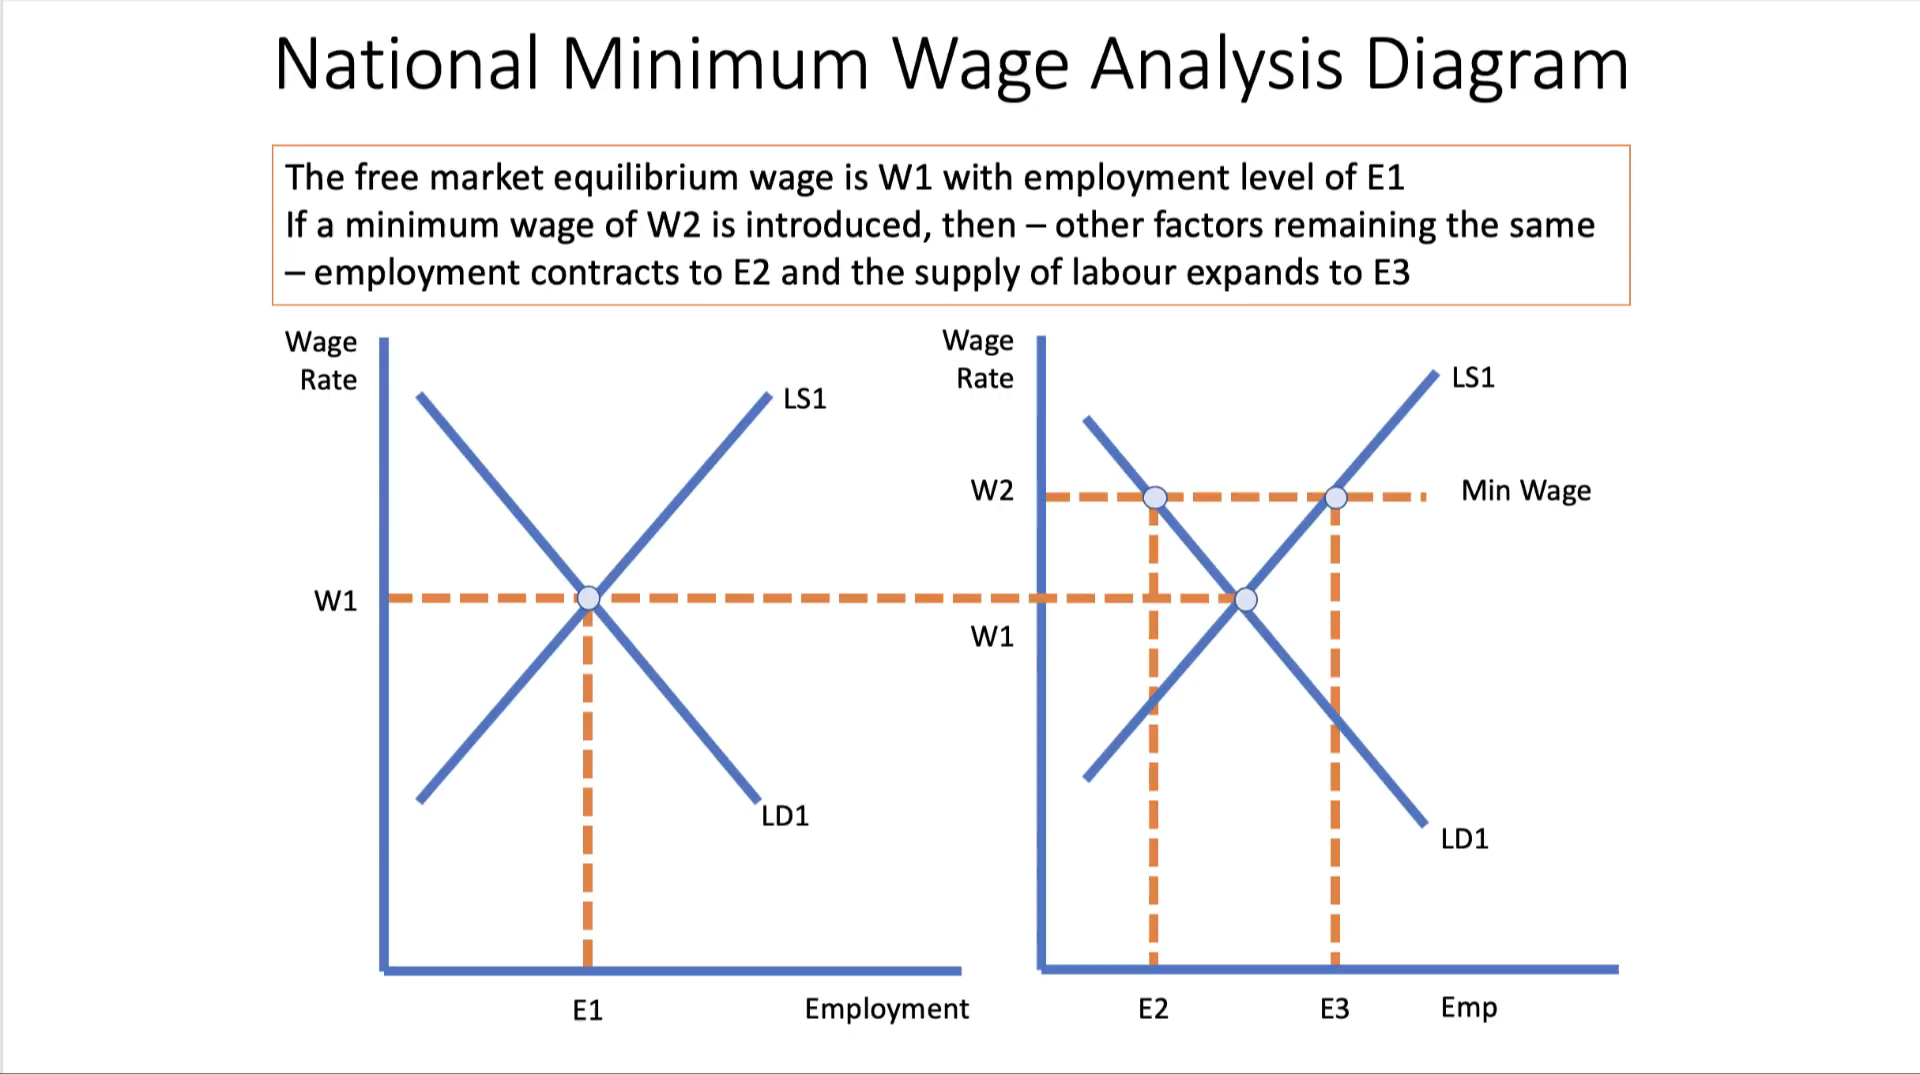 National Minimum Wage Analysis Diagram
The free market equilibrium wage is W1 with employment level of E1
If a minimum wage of W2 is introduced, then – other factors remaining the same
– employment contracts to E2 and the supply of labour expands to E3
Wage
Rate
LS1
W1
LD1
E1
Employment
Wage
Rate
LS1
W2
Min Wage
W1
LD1
E2
E3
Emp